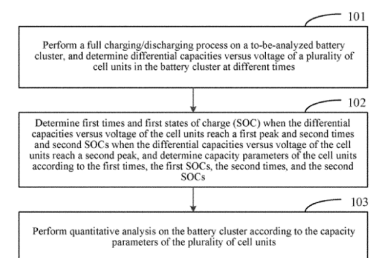 101
Perform a full charging/discharging process on a to-be-analyzed battery
cluster, and determine differential capacities versus voltage of a plurality of
cell units in the battery cluster at different times
102
Determine first times and first states of charge (SOC) when the differential
capacities versus voltage of the cell units reach a first peak and second times
and second SOCs when the differential capacities versus voltage of the cell
units reach a second peak, and determine capacity parameters of the cell units
according to the first times, the first SOCs, the second times, and the second
SOCs
103
Perform quantitative analysis on the battery cluster according to the capacity
parameters of the plurality of cell units